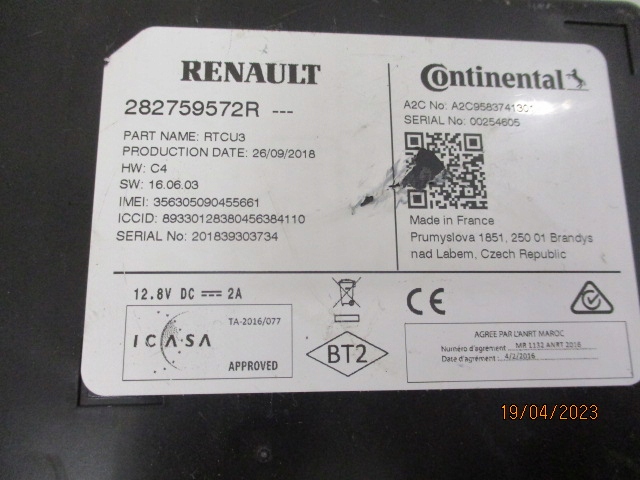 RENAULT
282759572R ---
PART NAME: RTCU3
PRODUCTION DATE: 26/09/2018
HW: C4
SW: 16.06.03
IMEI: 356305090455661
ICCID: 89330128380456384110
SERIAL No: 201839303734
Continental
A2C No: A2C9583741301
SERIAL No: 00254605
Made in France
Prumyslova 1851, 250 01 Brandys
nad Labem, Czech Republic
12.8V DC 2A
ICASA
TA-2016/077
APPROVED
BT2
CE
AGREE PAR L'ANRT MAROC
Numéro d'agrément : MR 1152 ANRT 2016
Date d'agrément : 4/2/2016
19/04/2023